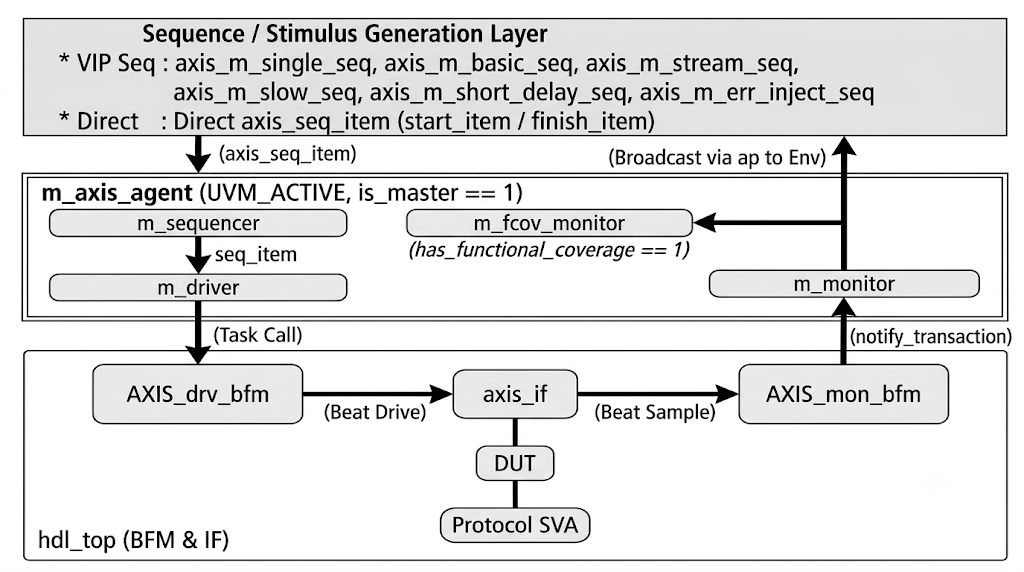 Sequence / Stimulus Generation Layer
* VIP Seq : axis_m_single_seq, axis_m_basic_seq, axis_m_stream_seq,
axis_m_slow_seq, axis_m_short_delay_seq, axis_m_err_inject_seq
* Direct : Direct axis_seq_item (start_item / finish_item)
(axis_seq_item)
(Broadcast via ap to Env)
m_axis_agent (UVM_ACTIVE, is_master == 1)
m_sequencer
m_fcov_monitor
seq_item
(has_functional_coverage == 1)
m_driver
m_monitor
(Task Call)
(notify_transaction)
AXIS_drv_bfm
axis_if
AXIS_mon_bfm
(Beat Drive)
(Beat Sample)
DUT
Protocol SVA
hdl_top (BFM & IF)